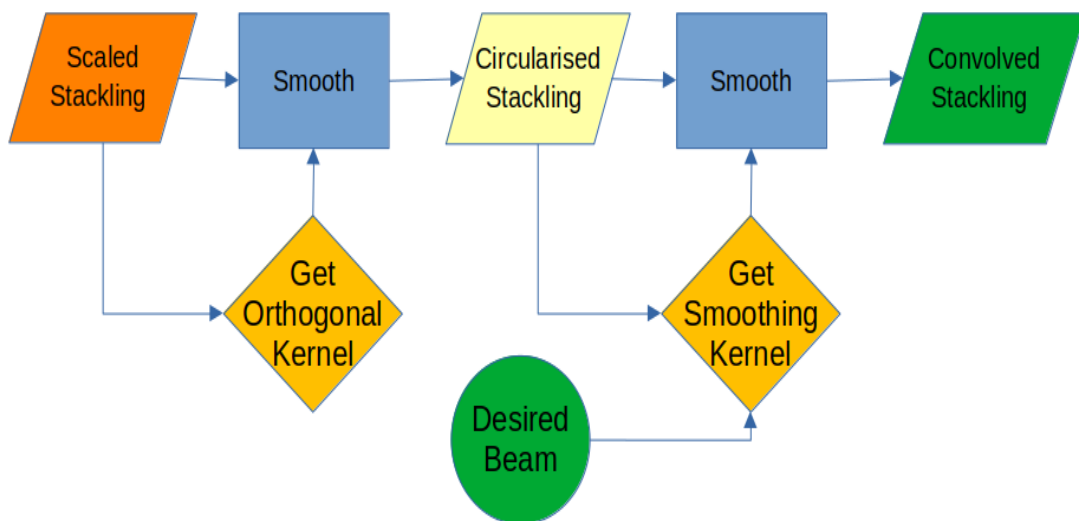 Scaled
Stackling
Smooth
Circularised
Stackling
Smooth
Convolved
Stackling
Get
Orthogonal
Kernel
Get
Smoothing
Kernel
Desired
Beam